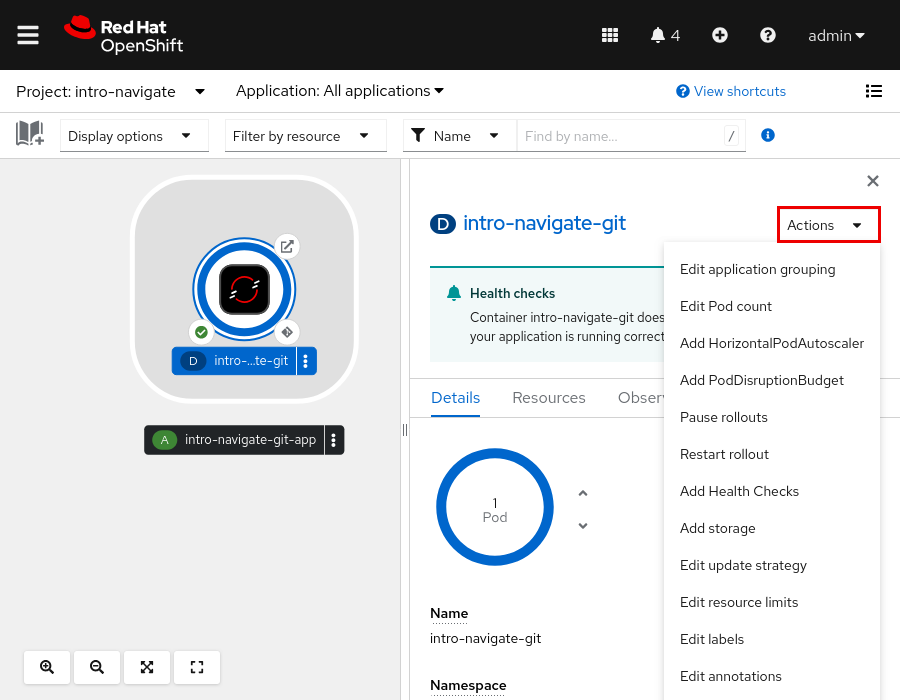 Red Hat
OpenShift
4
admin
Project: intro-navigate
Application: All applications
View shortcuts
Display options
Filter by resource
Name
Find by name...
/
D
intro-...te-git
A
intro-navigate-git-app
D intro-navigate-git
Actions
Health checks
Container intro-navigate-git does
your application is running correct
Details
Resources
Obser
1
Pod
Name
intro-navigate-git
Namespace
Edit application grouping
Edit Pod count
Add HorizontalPodAutoscaler
Add PodDisruptionBudget
Pause rollouts
Restart rollout
Add Health Checks
Add storage
Edit update strategy
Edit resource limits
Edit labels
Edit annotations